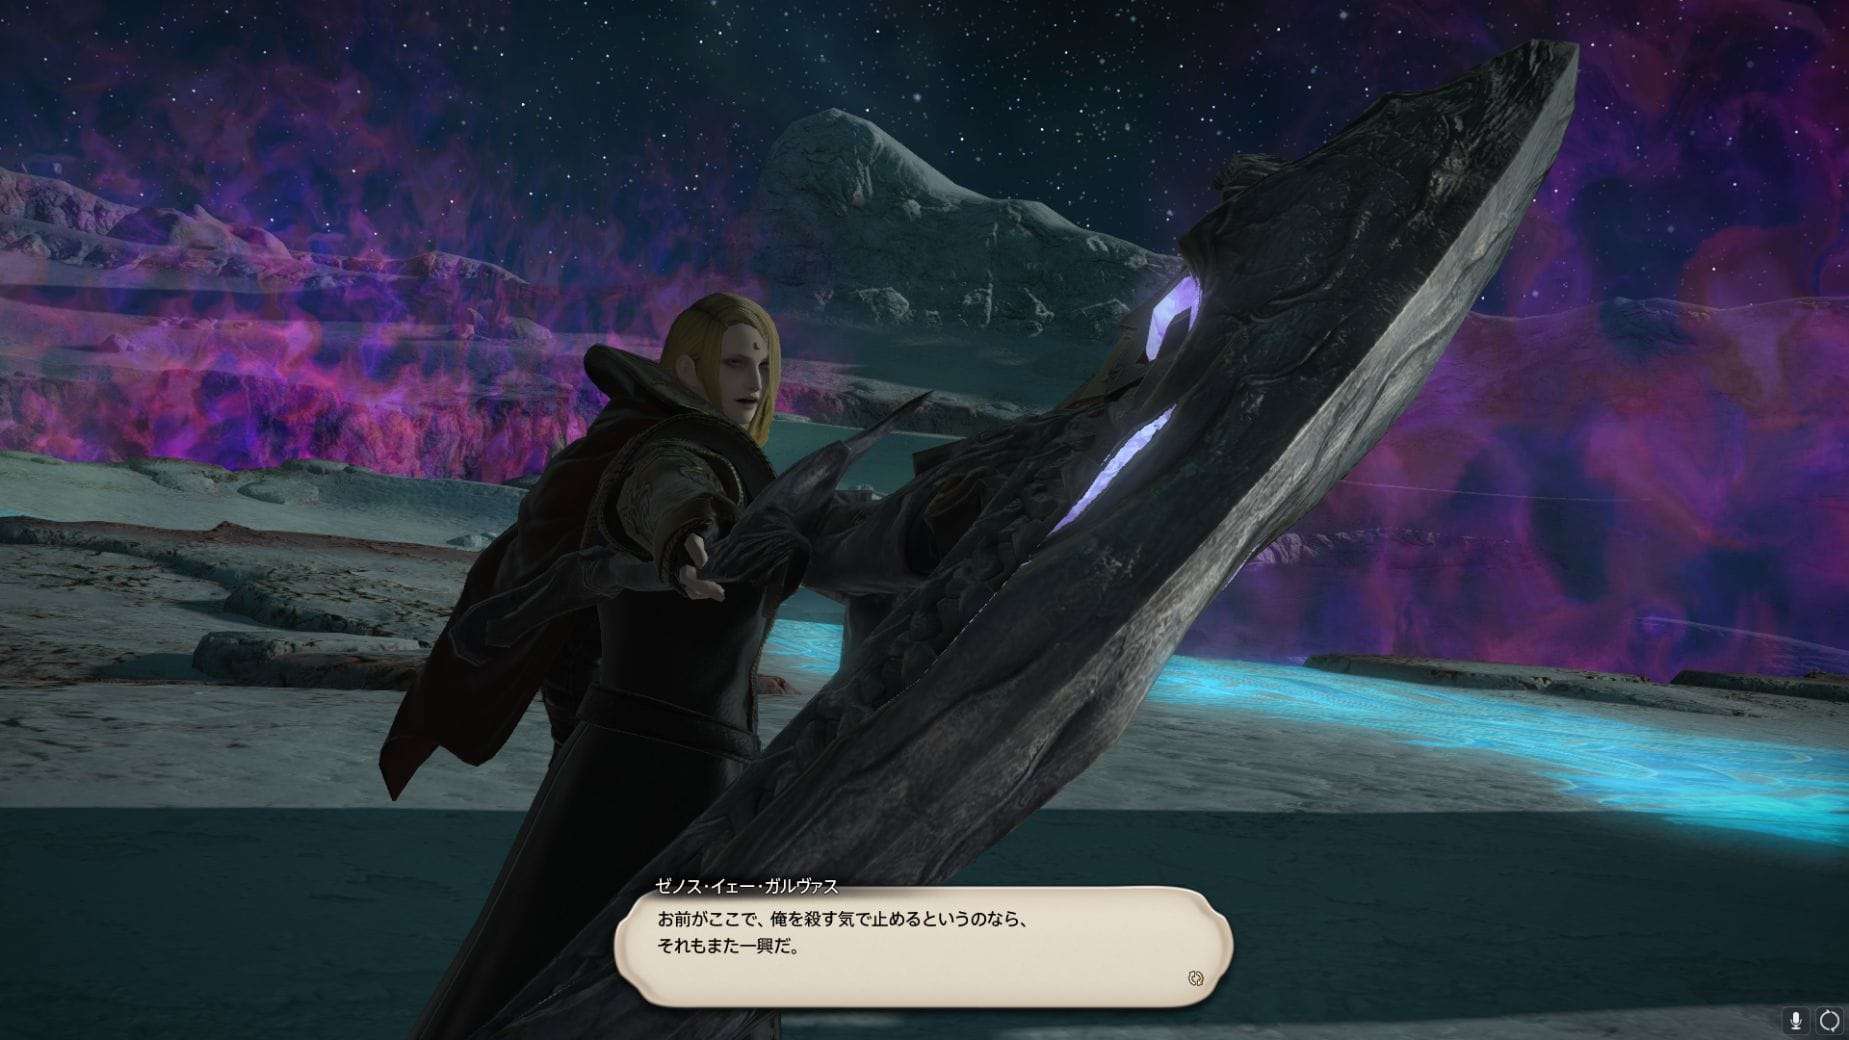 ゼノス・イェー・ガルヴァス
お前がここで、俺を殺す気で止めるというのなら、
それもまた一興だ。